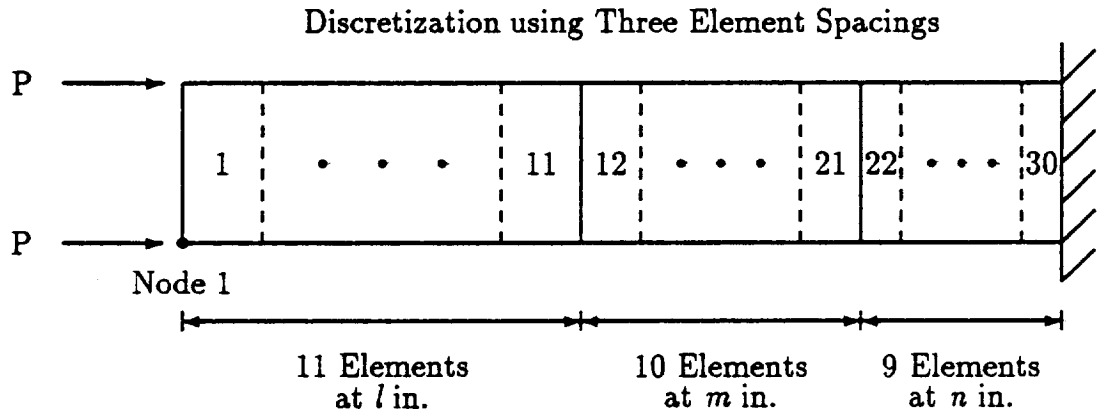 Discretization using Three Element Spacings
P
1 11 12 21 22 30
P
Node 1
11 Elements 10 Elements 9 Elements
at l in. at m in. at n in.